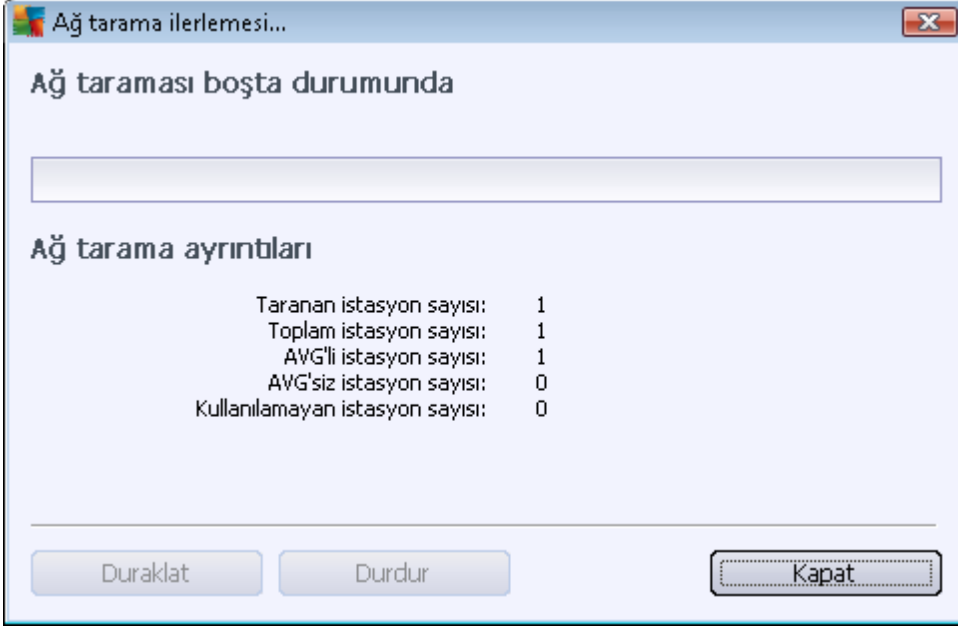 Ağ tarama ilerlemesi...
Ağ taraması boşta durumunda
Ağ tarama ayrıntıları
Taranan istasyon sayısı: 1
Toplam istasyon sayısı: 1
AVG'li istasyon sayısı: 1
AVG'siz istasyon sayısı: 0
Kullanılamayan istasyon sayısı: 0
Duraklat Durdur Kapat